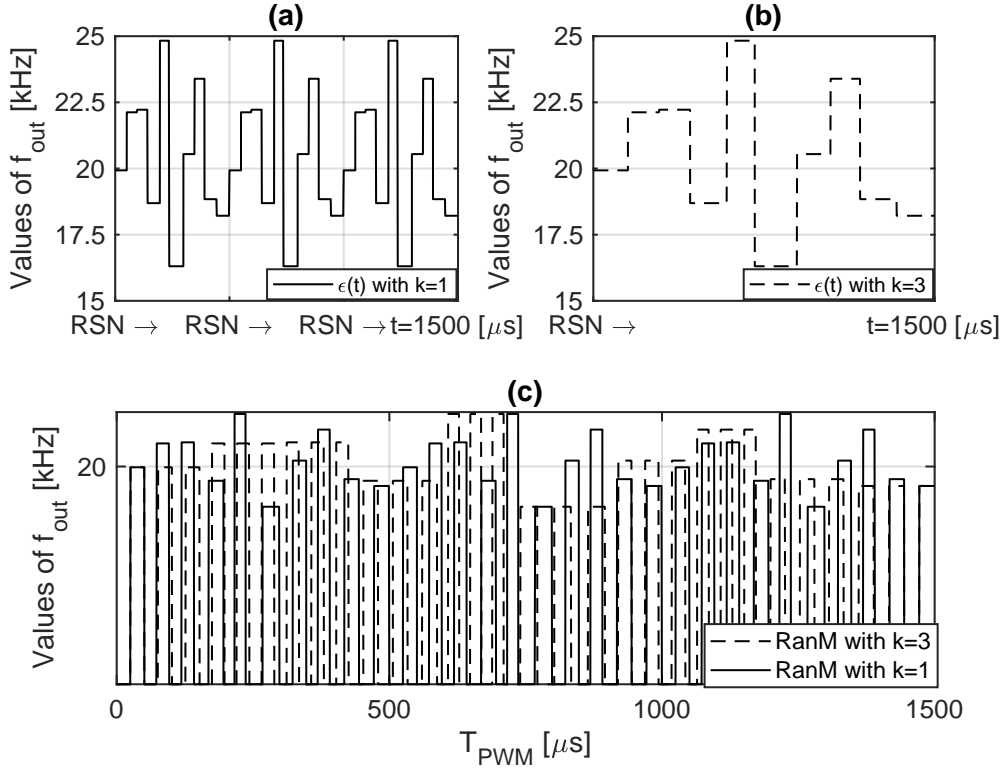 (a)
Values of f_out [kHz]
25
22.5
20
17.5
15
ϵ(t) with k=1
RSN → RSN → RSN → t=1500 [μs]
(b)
Values of f_out [kHz]
25
22.5
20
17.5
15
ϵ(t) with k=3
RSN → t=1500 [μs]
(c)
Values of f_out [kHz]
20
RanM with k=3
RanM with k=1
0 500 1000 1500
T_PWM [μs]